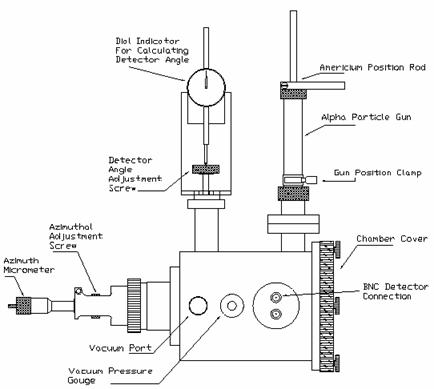 Dial Indicator
For Calculating
Detector Angle
Americium Position Rod
Alpha Particle Gun
Detector
Angle
Adjustment
Screw
Gun Position Clamp
Azimuthal
Adjustment
Screw
Chamber Cover
Azimuth
Micrometer
BNC Detector
Connection
Vacuum Port
Vacuum Pressure
Gauge